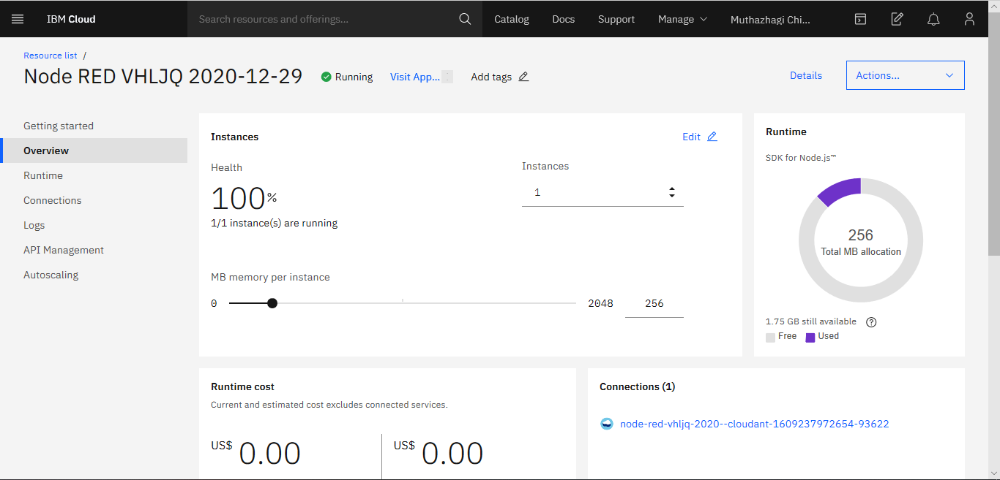 IBM Cloud
Search resources and offerings...
Catalog
Docs
Support
Manage
Muthazhagi Chi...
Resource list /
Node RED VHLJQ 2020-12-29
Running
Visit App...
Add tags
Details
Actions...
Getting started
Overview
Runtime
Connections
Logs
API Management
Autoscaling
Instances
Edit
Health
100%
1/1 instance(s) are running
Instances
1
MB memory per instance
0
2048
256
Runtime
SDK for Node.js™
256
Total MB allocation
1.75 GB still available
Free
Used
Runtime cost
Current and estimated cost excludes connected services.
US$ 0.00
US$ 0.00
Connections (1)
node-red-vhljq-2020--cloudant-1609237972654-93622